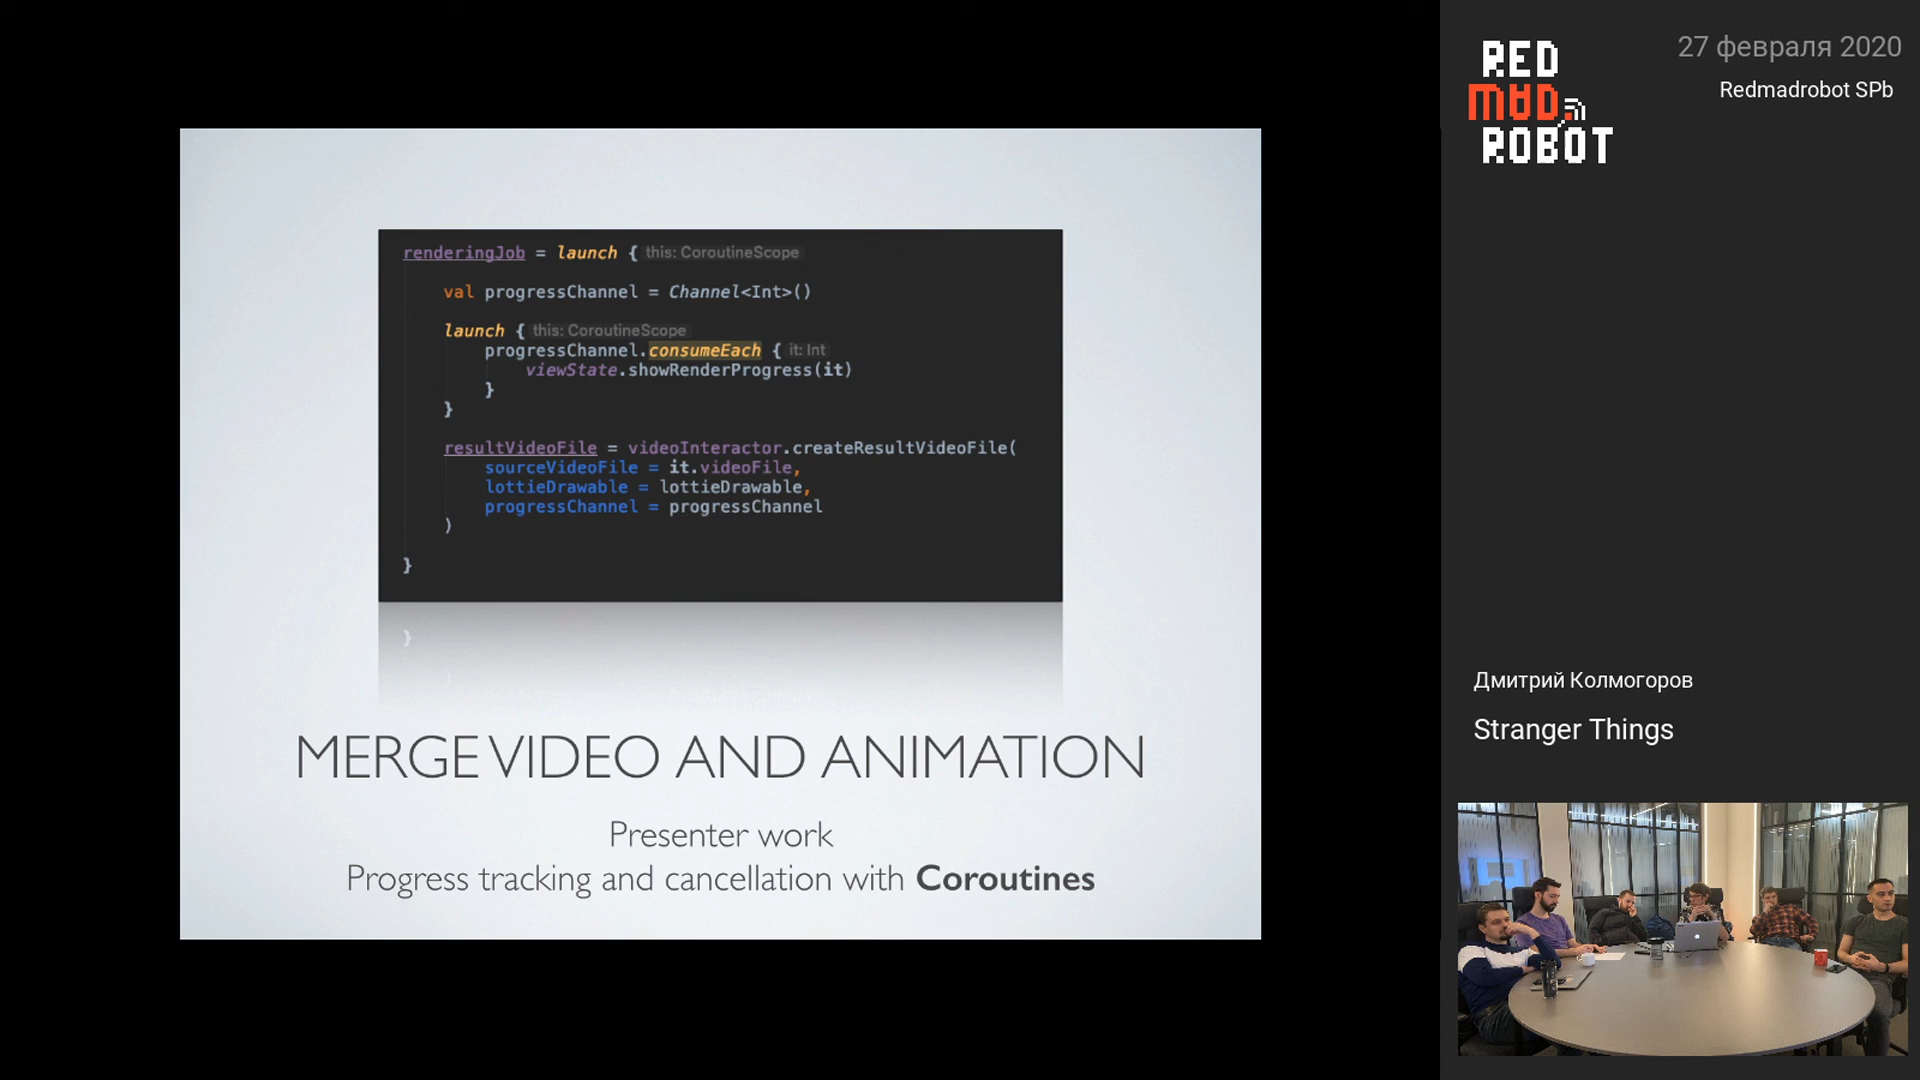 renderingJob = launch { this: CoroutineScope
val progressChannel = Channel<Int>()
launch { this: CoroutineScope
progressChannel.consumeEach { it: Int
viewState.showRenderProgress(it)
}
}
resultVideoFile = videoInteractor.createResultVideoFile(
sourceVideoFile = it.videoFile,
lottieDrawable = lottieDrawable,
progressChannel = progressChannel
)
}
MERGE VIDEO AND ANIMATION
Presenter work
Progress tracking and cancellation with Coroutines
RED
MAD
ROBOT
27 февраля 2020
Redmadrobot SPb
Дмитрий Колмогоров
Stranger Things